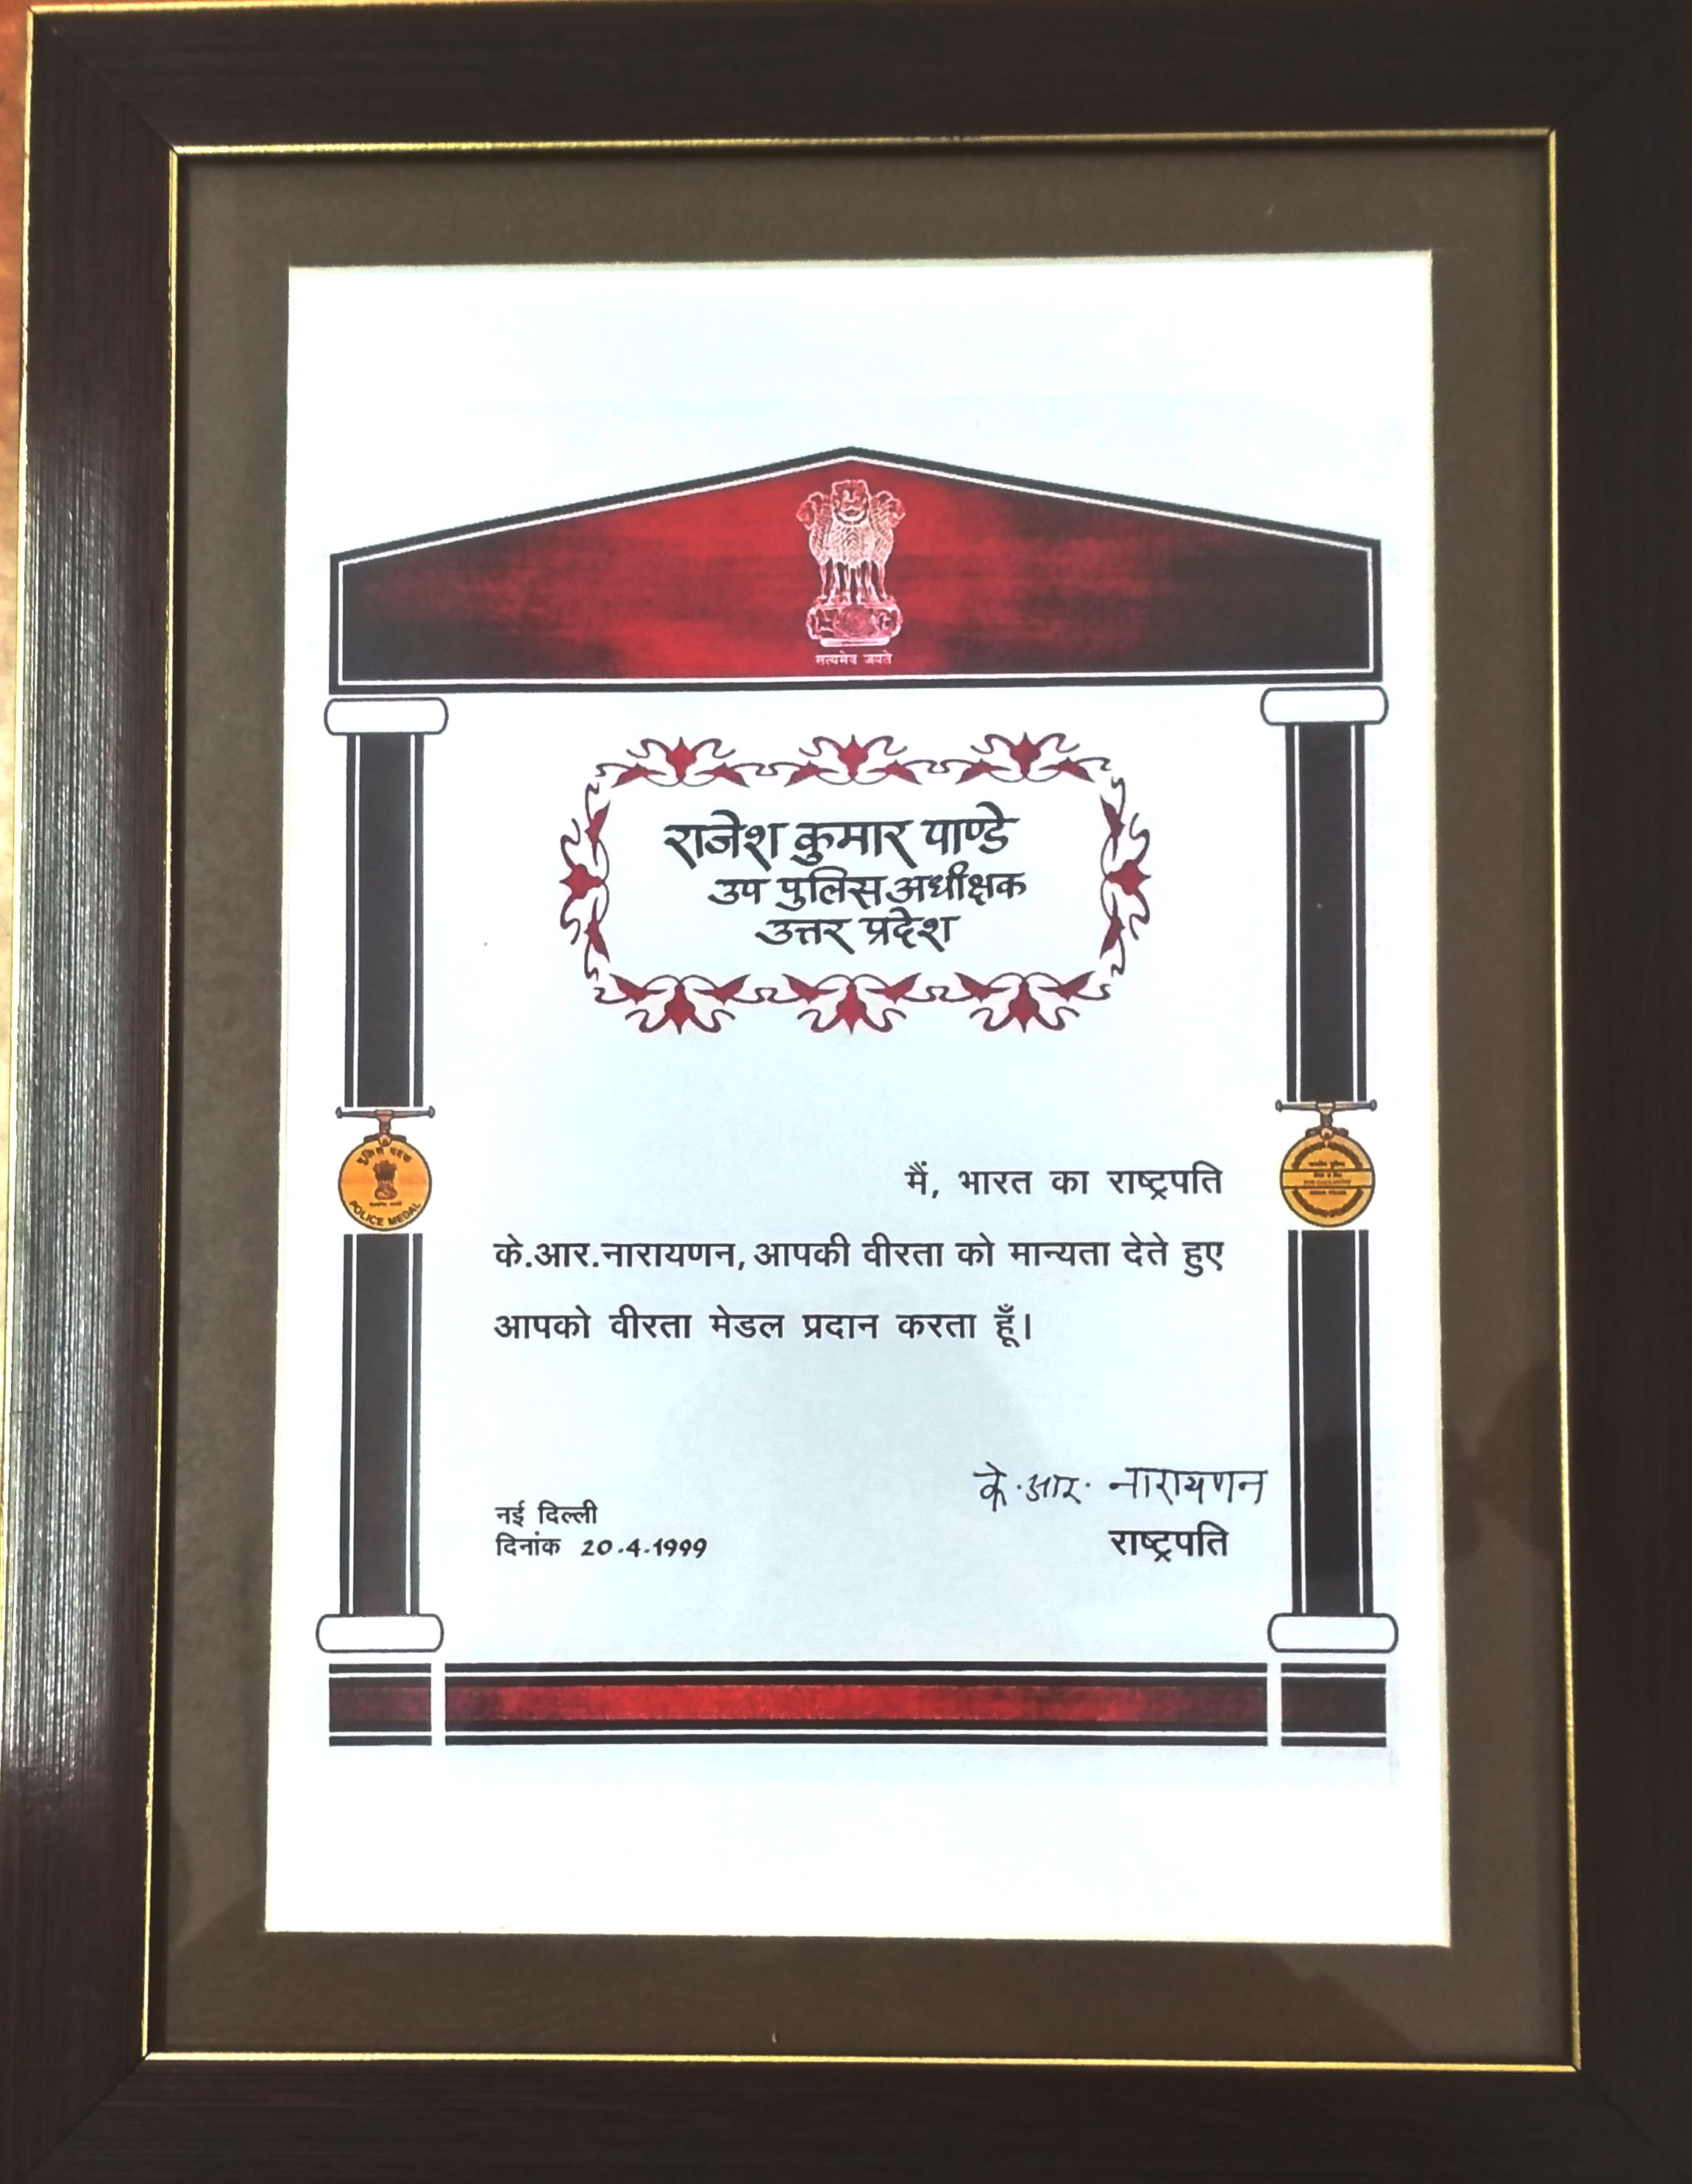 सत्यमेव जयते
राजेश कुमार पाण्डे
उप पुलिस अधीक्षक
उत्तर प्रदेश
पुलिस पदक
POLICE MEDAL
मैं, भारत का राष्ट्रपति
के.आर.नारायणन, आपकी वीरता को मान्यता देते हुए
आपको वीरता मेडल प्रदान करता हूँ।
के.आर. नारायणन
राष्ट्रपति
नई दिल्ली
दिनांक 20.4.1999